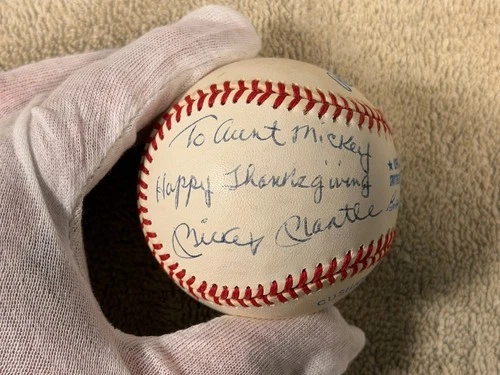 To Aunt Mickey
Happy Thanksgiving
Mickey Mantle